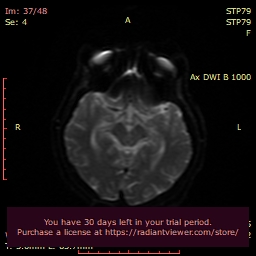 Im: 37/48
Se: 4
A
STP79
STP79
F
Ax DWI B 1000
R
L
You have 30 days left in your trial period.
Purchase a license at https://radiantviewer.com/store/